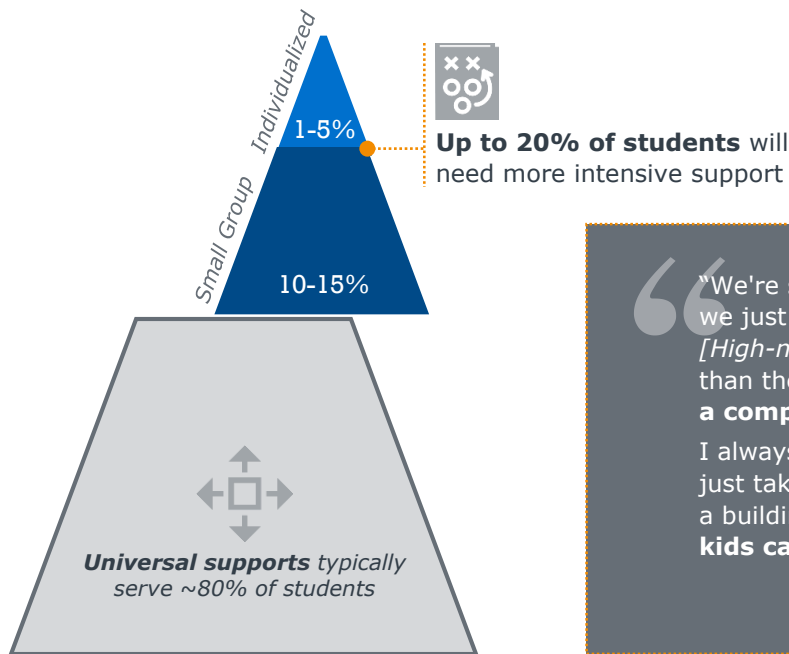 Individualized
1-5%
Up to 20% of students will
need more intensive support
Small Group
10-15%
“We're
we just
[High-n
than the
a comp
I always
just tak
a buildi
kids ca
Universal supports typically
serve ~80% of students